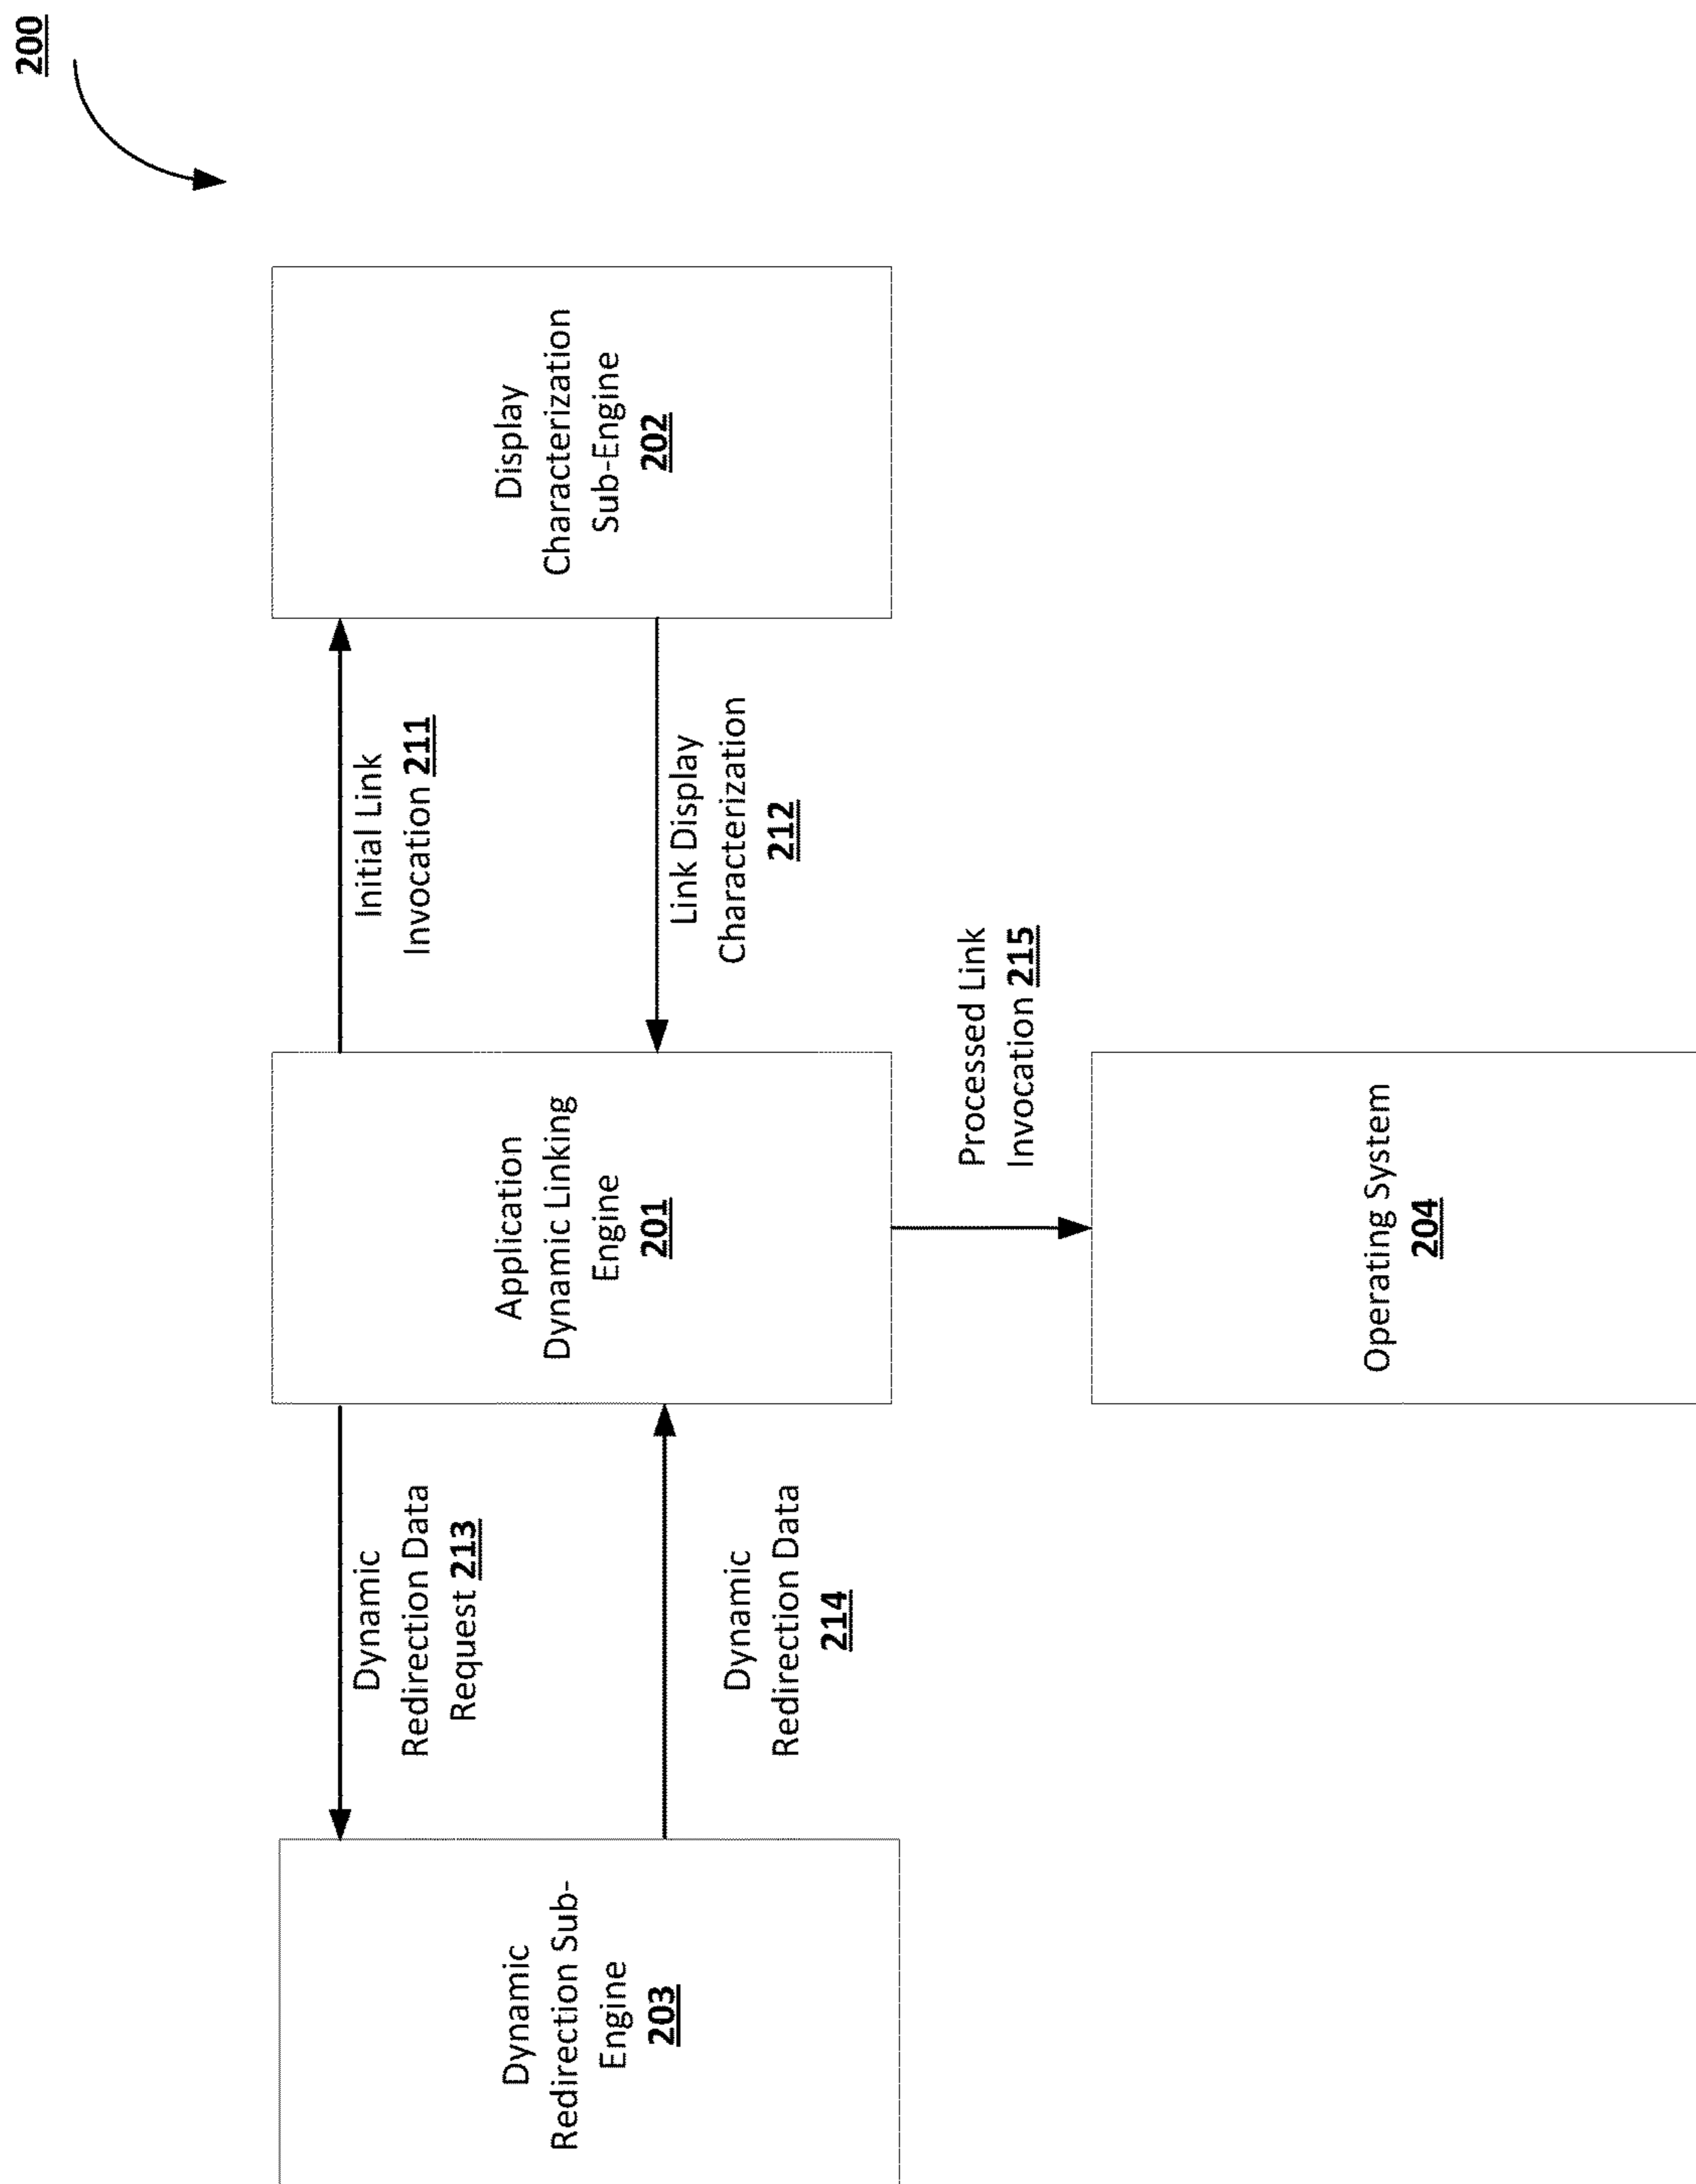 200
Display
Characterization
Sub-Engine
202
Initial Link
Invocation 211
Link Display
Characterization
212
Application
Dynamic Linking
Engine
201
Processed Link
Invocation 215
Operating System
204
Dynamic
Redirection Data
Request 213
Dynamic
Redirection Data
214
Dynamic
Redirection Sub-
Engine
203